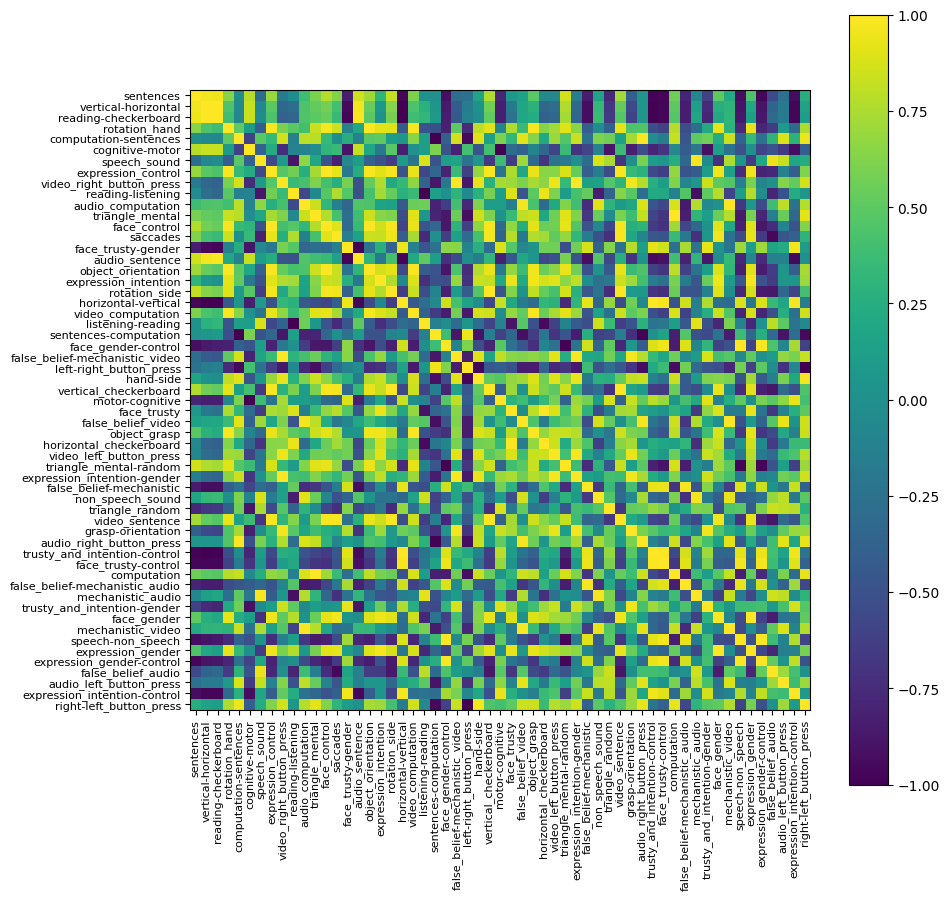 sentences
vertical-horizontal
reading-checkerboard
rotation_hand
computation-sentences
cognitive-motor
speech_sound
expression_control
video_right_button_press
reading-listening
audio_computation
triangle_mental
face_control
saccades
face_trusty-gender
audio_sentence
object_orientation
expression_intention
rotation_side
horizontal-vertical
video_computation
listening-reading
sentences-computation
face_gender-control
false_belief-mechanistic_video
left-right_button_press
hand-side
vertical_checkerboard
motor-cognitive
face_trusty
false_belief_video
object_grasp
horizontal_checkerboard
video_left_button_press
triangle_mental-random
expression_intention-gender
false_belief-mechanistic
non_speech_sound
triangle_random
video_sentence
grasp-orientation
audio_right_button_press
trusty_and_intention-control
face_trusty-control
computation
false_belief-mechanistic_audio
mechanistic_audio
trusty_and_intention-gender
face_gender
mechanistic_video
speech-non_speech
expression_gender
expression_gender-control
false_belief_audio
audio_left_button_press
expression_intention-control
right-left_button_press
sentences
vertical-horizontal
reading-checkerboard
rotation_hand
computation-sentences
cognitive-motor
speech_sound
expression_control
video_right_button_press
reading-listening
audio_computation
triangle_mental
face_control
saccades
face_trusty-gender
audio_sentence
object_orientation
expression_intention
rotation_side
horizontal-vertical
video_computation
listening-reading
sentences-computation
face_gender-control
false_belief-mechanistic_video
left-right_button_press
hand-side
vertical_checkerboard
motor-cognitive
face_trusty
false_belief_video
object_grasp
horizontal_checkerboard
video_left_button_press
triangle_mental-random
expression_intention-gender
false_belief-mechanistic
non_speech_sound
triangle_random
video_sentence
grasp-orientation
audio_right_button_press
trusty_and_intention-control
face_trusty-control
computation
false_belief-mechanistic_audio
mechanistic_audio
trusty_and_intention-gender
face_gender
mechanistic_video
speech-non_speech
expression_gender
expression_gender-control
false_belief_audio
audio_left_button_press
expression_intention-control
right-left_button_press
1.00
0.75
0.50
0.25
0.00
−0.25
−0.50
−0.75
−1.00